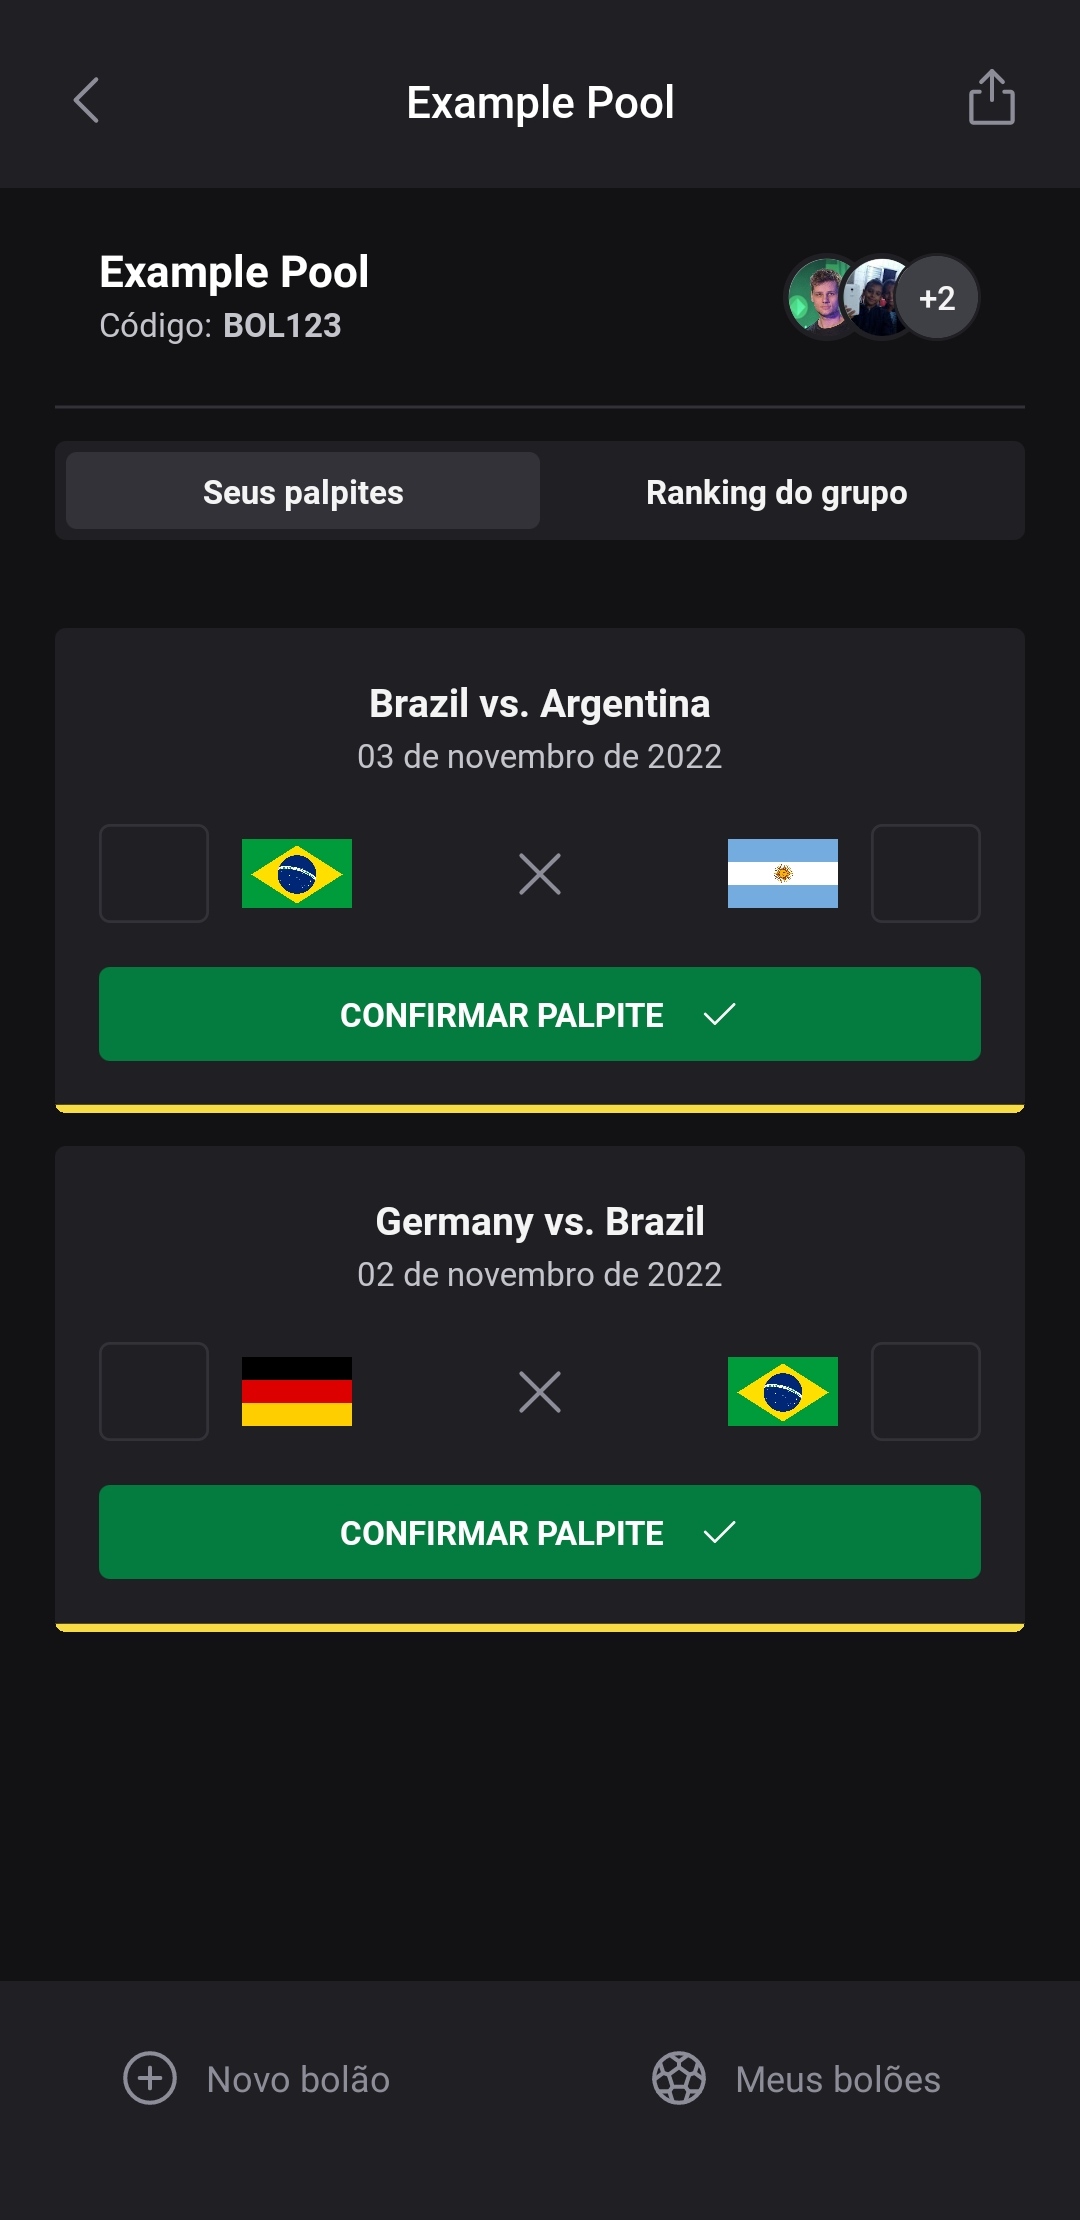 Example Pool
Example Pool
Código: BOL123
+2
Seus palpites
Ranking do grupo
Brazil vs. Argentina
03 de novembro de 2022
CONFIRMAR PALPITE
Germany vs. Brazil
02 de novembro de 2022
CONFIRMAR PALPITE
Novo bolão
Meus bolões